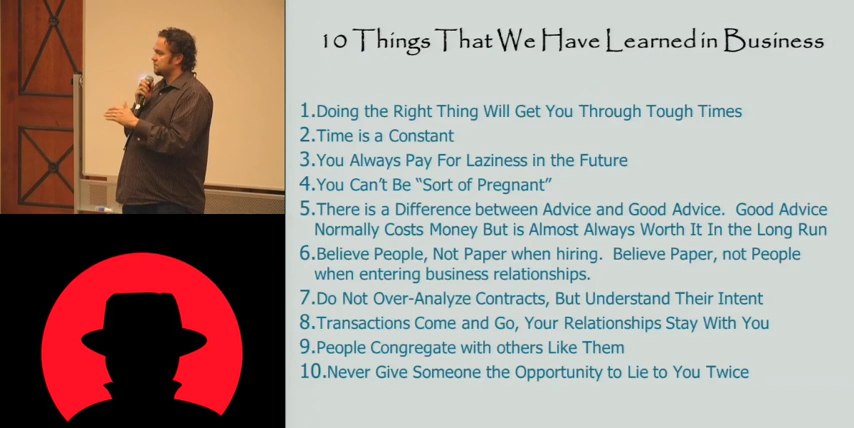 10 Things That We Have Learned in Business
1.Doing the Right Thing Will Get You Through Tough Times
2.Time is a Constant
3.You Always Pay For Laziness in the Future
4.You Can't Be “Sort of Pregnant”
5.There is a Difference between Advice and Good Advice. Good Advice
Normally Costs Money But is Almost Always Worth It In the Long Run
6.Believe People, Not Paper when hiring. Believe Paper, not People
when entering business relationships.
7.Do Not Over-Analyze Contracts, But Understand Their Intent
8.Transactions Come and Go, Your Relationships Stay With You
9.People Congregate with others Like Them
10.Never Give Someone the Opportunity to Lie to You Twice